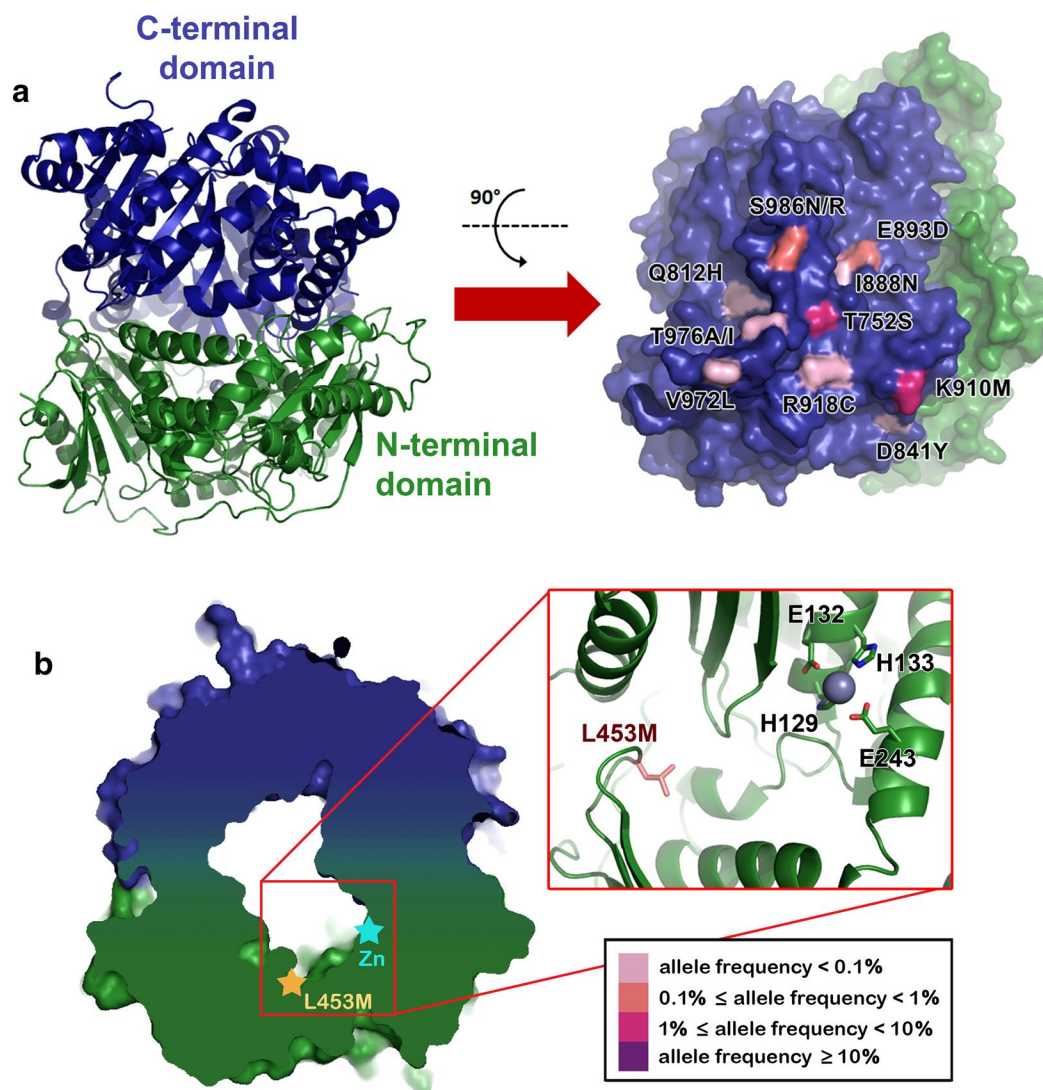 C-terminal
domain
a
90°
N-terminal
domain
S986N/R
E893D
Q812H
I888N
T976A/I
T752S
V972L
R918C
K910M
D841Y
b
Zn
L453M
E132
H133
H129
L453M
E243
allele frequency < 0.1%
0.1% ≤ allele frequency < 1%
1% ≤ allele frequency < 10%
allele frequency ≥ 10%